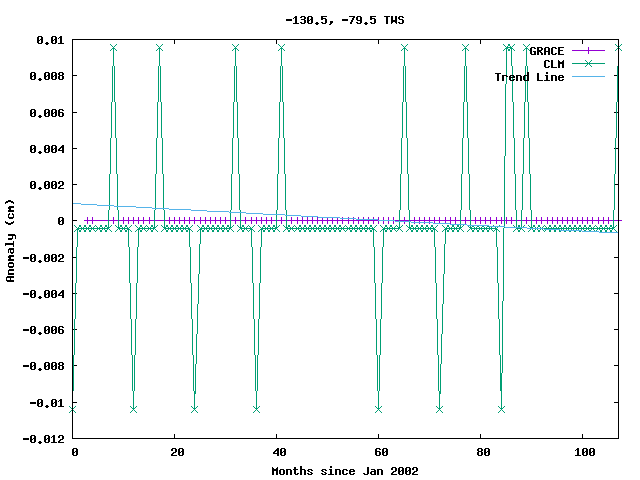 -130.5, -79.5 TWS
0.01
0.008
0.006
0.004
0.002
0
-0.002
-0.004
-0.006
-0.008
-0.01
-0.012
Anomaly (cm)
GRACE
CLM
Trend Line
0 20 40 60 80 100
Months since Jan 2002